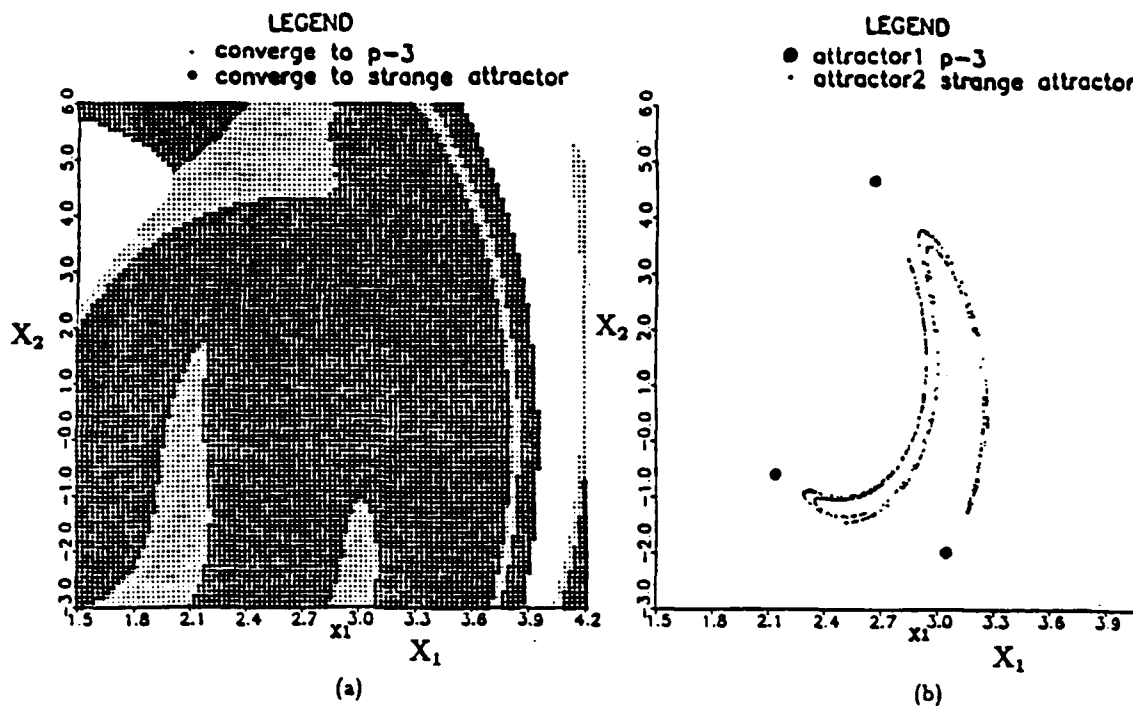 LEGEND
converge to p-3
converge to strange attractor
6.0
5.0
4.0
3.0
2.0
1.0
-0.0
-1.0
-2.0
-3.0
X2
1.5 1.8 2.1 2.4 2.7 3.0 3.3 3.6 3.9 4.2
X1
X1
(a)
LEGEND
attractor1 p-3
attractor2 strange attractor
6.0
5.0
4.0
3.0
2.0
1.0
-0.0
-1.0
-2.0
-3.0
X2
1.5 1.8 2.1 2.4 2.7 3.0 3.3 3.6 3.9
X1
X1
(b)